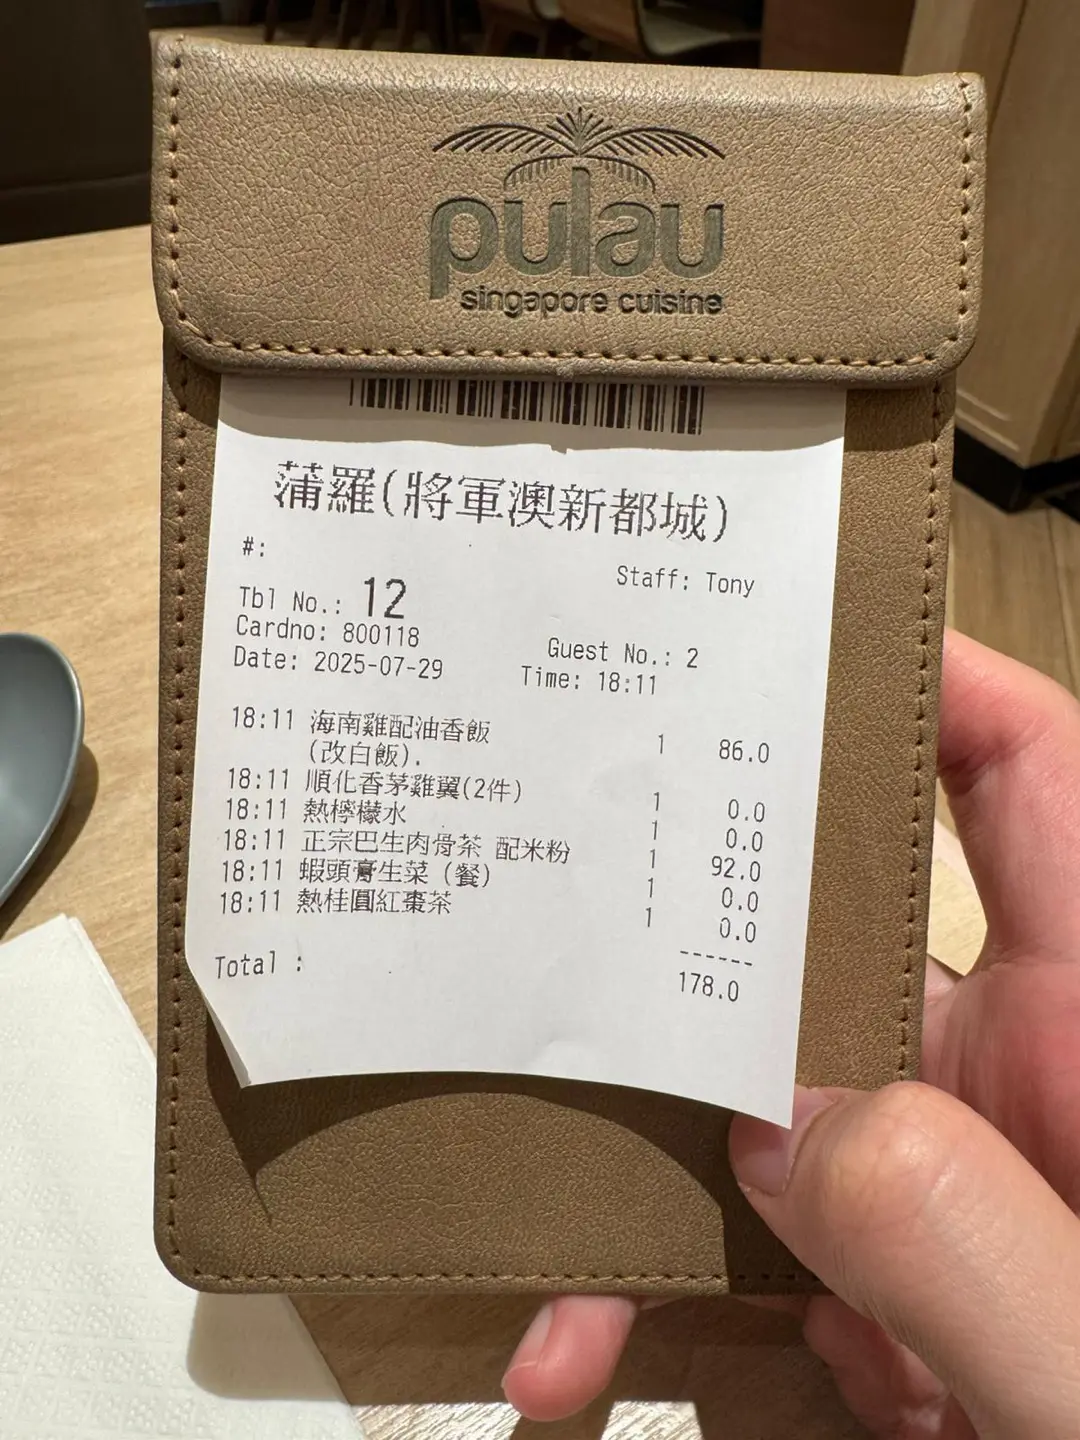 pulau
singapore cuisine
蒲羅(將軍澳新都城)
#:
Staff: Tony
Tbl No.: 12
Cardno: 800118
Guest No.: 2
Date: 2025-07-29
Time: 18:11
18:11 海南雞配油香飯 1 86.0
(改白飯).
18:11 順化香茅雞翼(2件) 1 0.0
18:11 熱檸檬水 1 0.0
18:11 正宗巴生肉骨茶 配米粉 1 92.0
18:11 蝦頭膏生菜 (餐) 1 0.0
18:11 熱桂圓紅棗茶 1 0.0
------
Total : 178.0